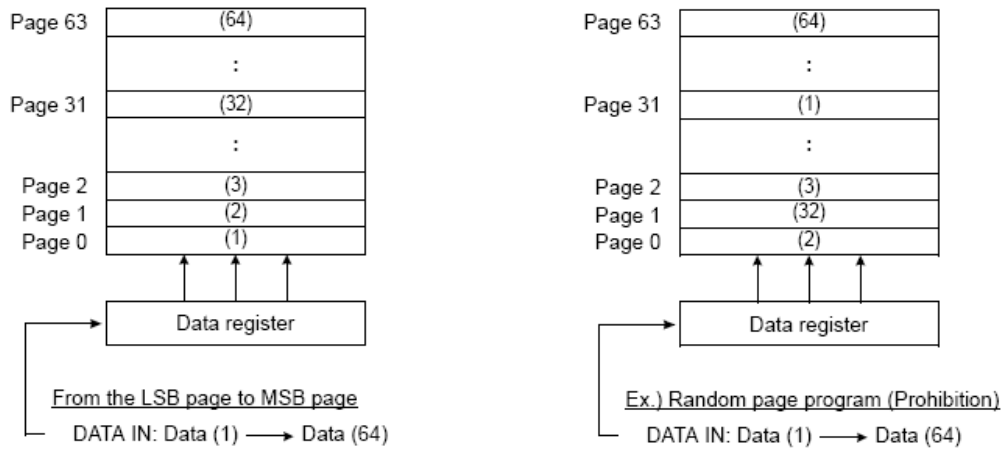 Page 63 (64)
:
Page 31 (32)
:
Page 2 (3)
Page 1 (2)
Page 0 (1)
Data register
From the LSB page to MSB page
DATA IN: Data (1) Data (64)
Page 63 (64)
:
Page 31 (1)
:
Page 2 (3)
Page 1 (32)
Page 0 (2)
Data register
Ex.) Random page program (Prohibition)
DATA IN: Data (1) Data (64)